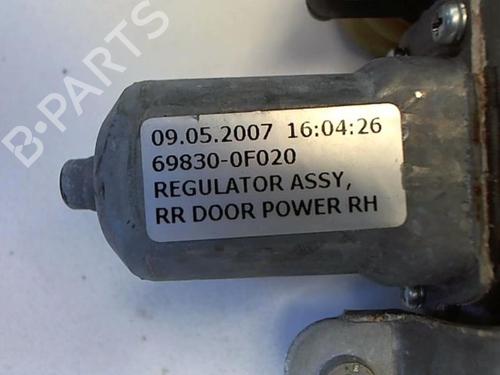 B-PARTS
09.05.2007 16:04:26
69830-0F020
REGULATOR ASSY,
RR DOOR POWER RH